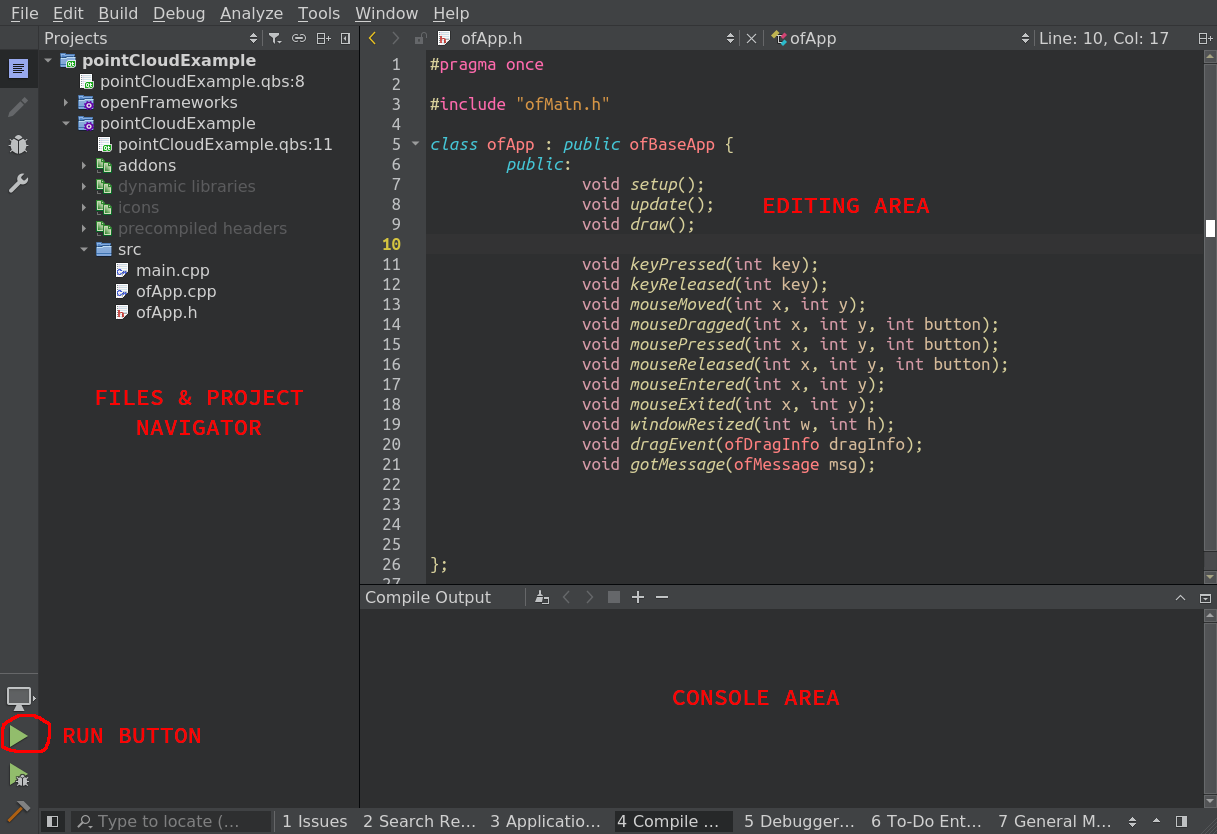 File Edit Build Debug Analyze Tools Window Help
Projects
ofApp.h
ofApp
Line: 10, Col: 17
pointCloudExample
pointCloudExample.qbs:8
openFrameworks
pointCloudExample
pointCloudExample.qbs:11
addons
dynamic libraries
icons
precompiled headers
src
main.cpp
ofApp.cpp
ofApp.h
FILES & PROJECT
NAVIGATOR
1 #pragma once
2
3 #include "ofMain.h"
4
5 class ofApp : public ofBaseApp {
6 public:
7 void setup();
8 void update();
9 void draw();
10
11 void keyPressed(int key);
12 void keyReleased(int key);
13 void mouseMoved(int x, int y);
14 void mouseDragged(int x, int y, int button);
15 void mousePressed(int x, int y, int button);
16 void mouseReleased(int x, int y, int button);
17 void mouseEntered(int x, int y);
18 void mouseExited(int x, int y);
19 void windowResized(int w, int h);
20 void dragEvent(ofDragInfo dragInfo);
21 void gotMessage(ofMessage msg);
22
23
24
25
26 };
27
EDITING AREA
Compile Output
CONSOLE AREA
RUN BUTTON
Type to locate (...
1 Issues
2 Search Re...
3 Applicatio...
4 Compile ...
5 Debugger...
6 To-Do Ent...
7 General M...